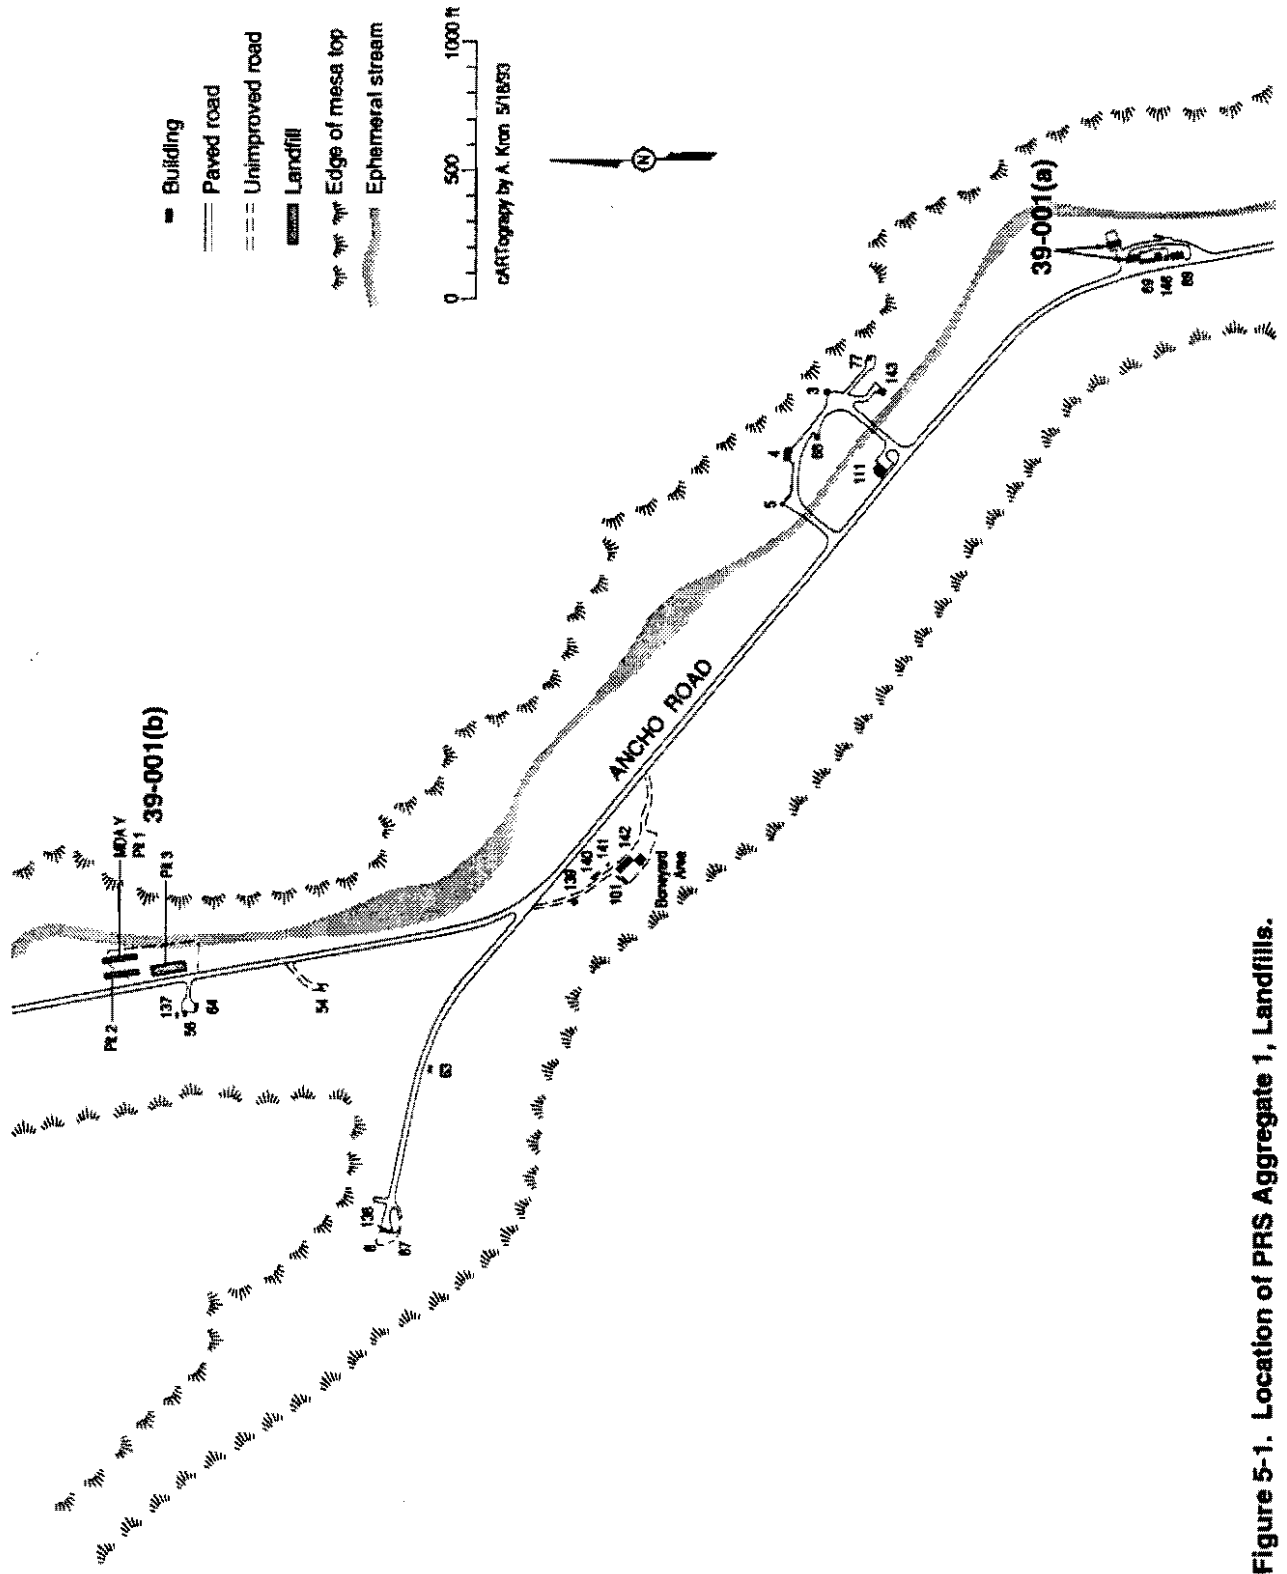 Building
Paved road
Unimproved road
Landfill
Edge of mesa top
Ephemeral stream
0 500 1000 ft
cARTograpy by A. Kron 5/18/93
N
39-001(b)
MDA Y
Pit 1
Pit 3
Pit 2
137
56
64
54
63
138
6
67
139
140
141
142
101
Boneyard
Area
ANCHO ROAD
5
4
3
77
143
111
39-001(a)
69
146
89
Figure 5-1. Location of PRS Aggregate 1, Landfills.